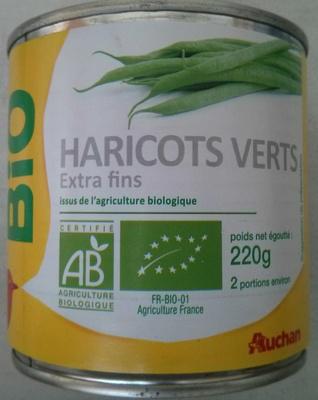 BIO
HARICOTS VERTS
Extra fins
issus de l'agriculture biologique
CERTIFIÉ
AB
AGRICULTURE
BIOLOGIQUE
FR-BIO-01
Agriculture France
poids net égoutté :
220g
2 portions environ
Auchan